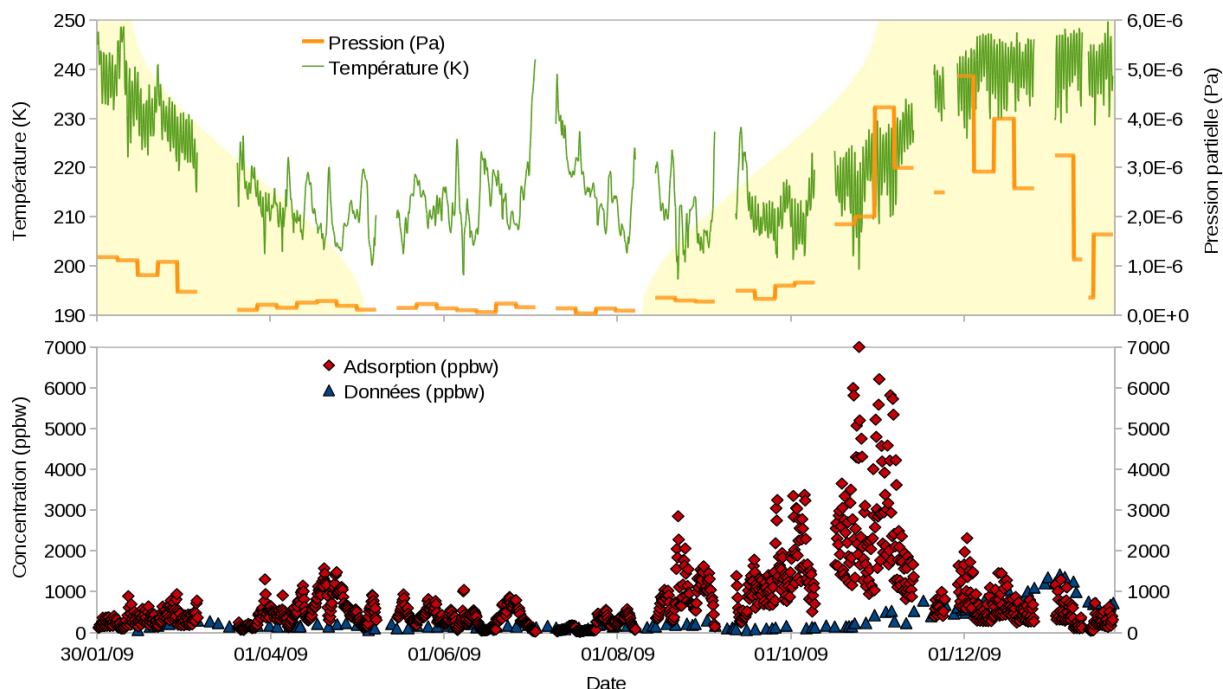 250
240
230
220
210
200
190
Température (K)
Pression (Pa)
Température (K)
6,0E-6
5,0E-6
4,0E-6
3,0E-6
2,0E-6
1,0E-6
0,0E+0
Pression partielle (Pa)
7000
6000
5000
4000
3000
2000
1000
0
Concentration (ppbw)
Adsorption (ppbw)
Données (ppbw)
7000
6000
5000
4000
3000
2000
1000
0
30/01/09 01/04/09 01/06/09 01/08/09 01/10/09 01/12/09
Date